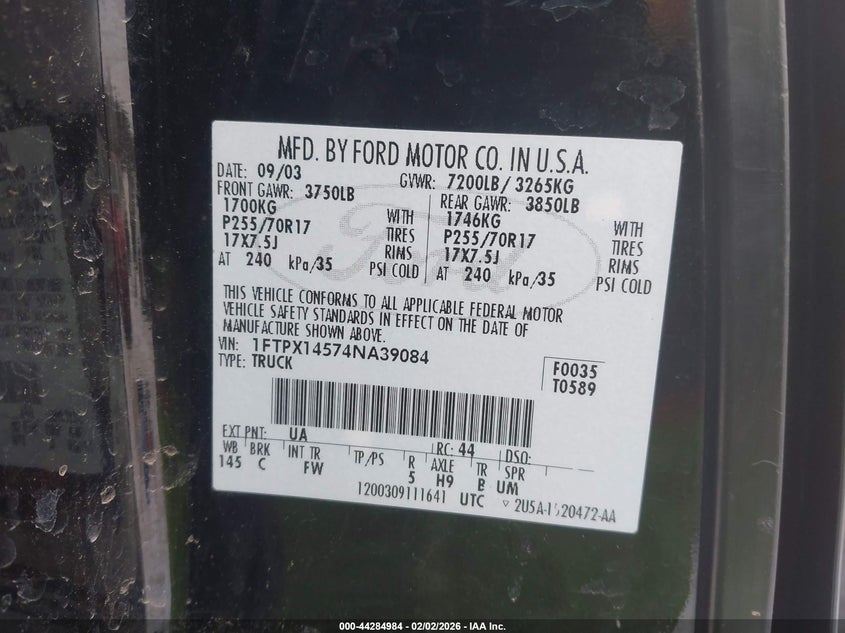 MFD. BY FORD MOTOR CO. IN U.S.A.
DATE: 09/03 GVWR: 7200LB/ 3265KG
FRONT GAWR: 3750LB REAR GAWR: 3850LB
1700KG WITH 1746KG WITH
P255/70R17 TIRES P255/70R17 TIRES
17X7.5J RIMS 17X7.5J RIMS
AT 240 kPa/35 PSI COLD AT 240 kPa/35 PSI COLD
THIS VEHICLE CONFORMS TO ALL APPLICABLE FEDERAL MOTOR
VEHICLE SAFETY STANDARDS IN EFFECT ON THE DATE OF
MANUFACTURE SHOWN ABOVE.
VIN: 1FTPX14574NA39084
TYPE: TRUCK
F0035
T0589
Ford
EXT PNT: UA RC: 44 DSO:
WB BRK INT TR TP/PS R AXLE TR SPR
145 C FW 5 H9 B UM
1200309111641 UTC 2U5A-1520472-AA
000-44284984 - 02/02/2026 - IAA Inc.